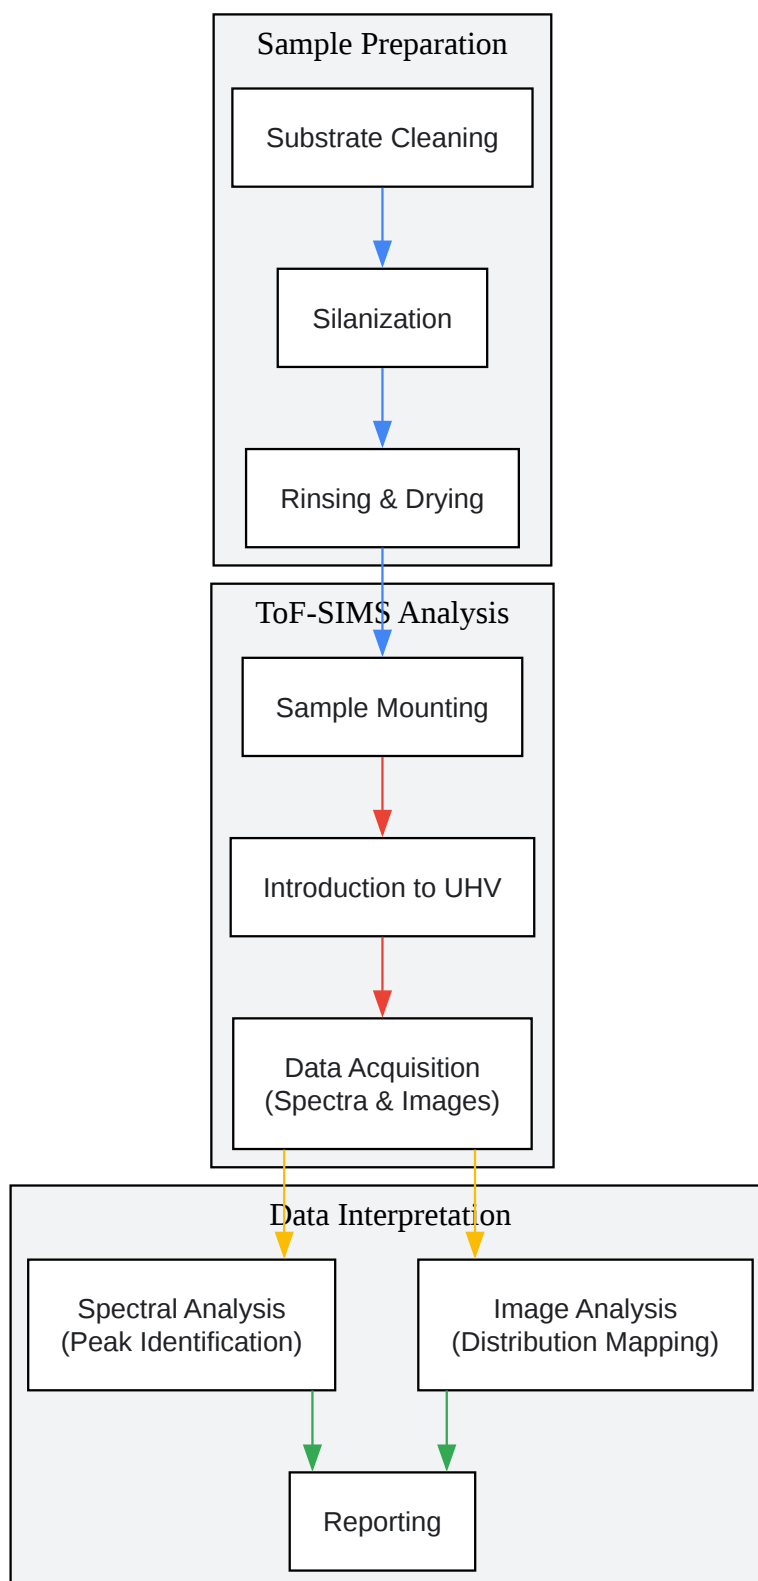 Sample Preparation
Substrate Cleaning
Silanization
Rinsing & Drying
ToF-SIMS Analysis
Sample Mounting
Introduction to UHV
Data Acquisition
(Spectra & Images)
Data Interpretation
Spectral Analysis
(Peak Identification)
Image Analysis
(Distribution Mapping)
Reporting